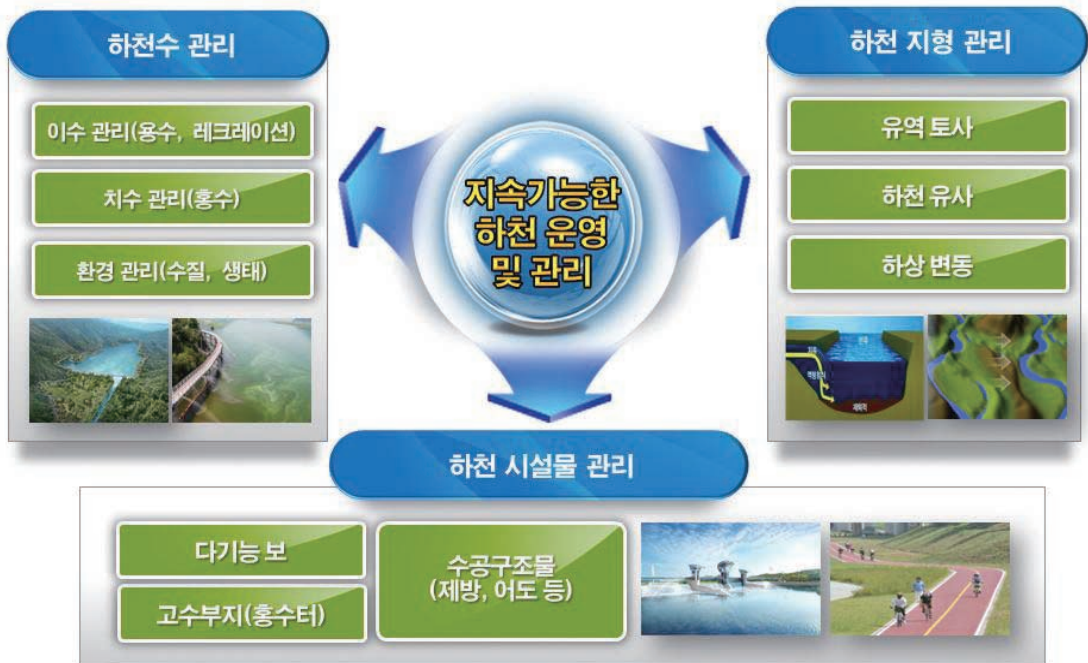 하천수 관리
이수 관리(용수, 레크레이션)
치수 관리(홍수)
환경 관리(수질, 생태)
지속가능한
하천 운영
및 관리
하천 지형 관리
유역 토사
하천 유사
하상 변동
하천 시설물 관리
다기능 보
고수부지(홍수터)
수공구조물
(제방, 어도 등)